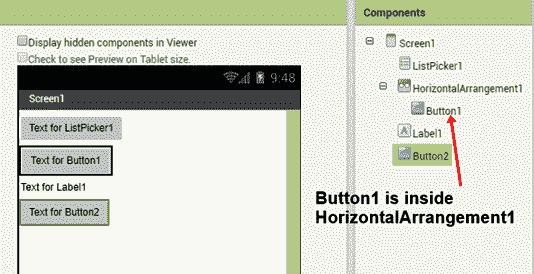 Components
Display hidden components in Viewer
Check to see Preview on Tablet size.
9:48
Screen1
Text for ListPicker1
Text for Button1
Text for Label1
Text for Button2
Screen1
ListPicker1
HorizontalArrangement1
Button1
A Label1
Button2
Button1 is inside
HorizontalArrangement1